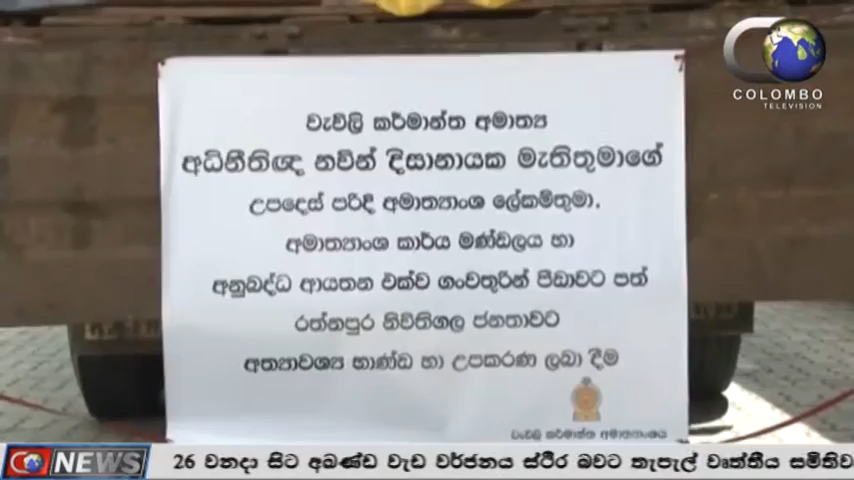 COLOMBO
TELEVISION
වැවිලි කර්මාන්ත අමාත්‍ය
අධිනීතිඥ නවින් දිසානායක මැතිතුමාගේ
උපදෙස් පරිදි අමාත්‍යාංශ ලේකම්තුමා,
අමාත්‍යාංශ කාර්ය මණ්ඩලය හා
අනුබද්ධ ආයතන එක්ව ගංවතුරින් පීඩාවට පත්
රත්නපුර නිවිතිගල ජනතාවට
අත්‍යාවශ්‍ය භාණ්ඩ හා උපකරණ ලබා දීම
වැවිලි කර්මාන්ත අමාත්‍යාංශය
NEWS 26 වනදා සිට අඛණ්ඩ වැඩ වර්ජනය ස්ථිර බවට තැපැල් වෘත්තීය සමිතිව